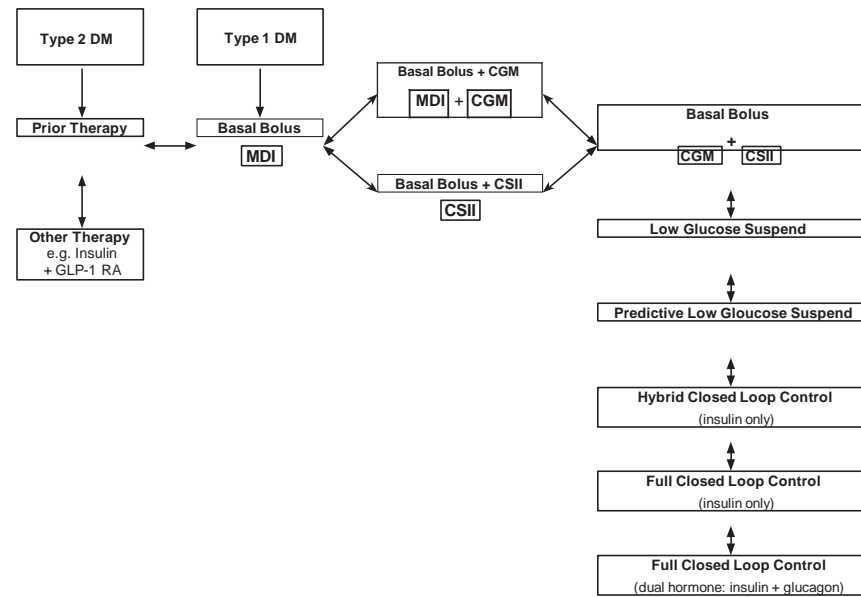 Type 2 DM
Type 1 DM
Prior Therapy
Basal Bolus
MDI
Other Therapy
e.g. Insulin
+ GLP-1 RA
Basal Bolus + CGM
MDI + CGM
Basal Bolus + CSII
CSII
Basal Bolus
+
CGM CSII
Low Glucose Suspend
Predictive Low Gloucose Suspend
Hybrid Closed Loop Control
(insulin only)
Full Closed Loop Control
(insulin only)
Full Closed Loop Control
(dual hormone: insulin + glucagon)